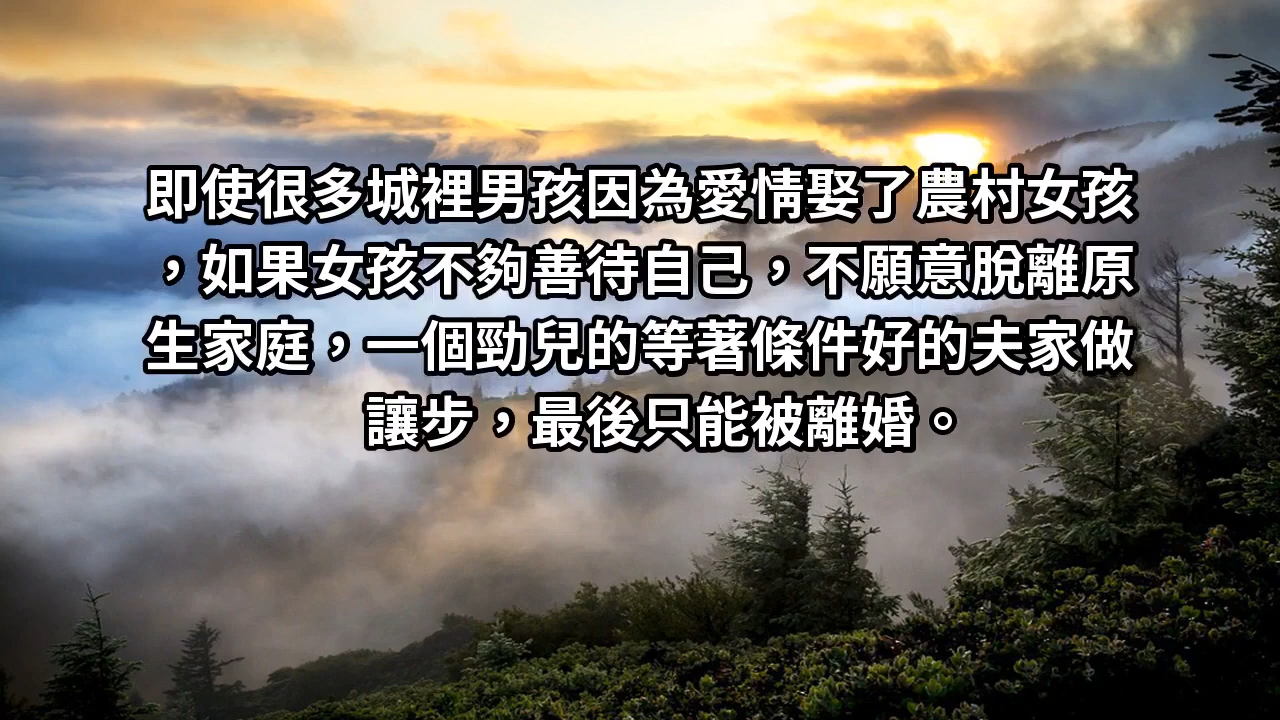 即使很多城裡男孩因為愛情娶了農村女孩
，如果女孩不夠善待自己，不願意脫離原
生家庭，一個勁兒的等著條件好的夫家做
讓步，最後只能被離婚。